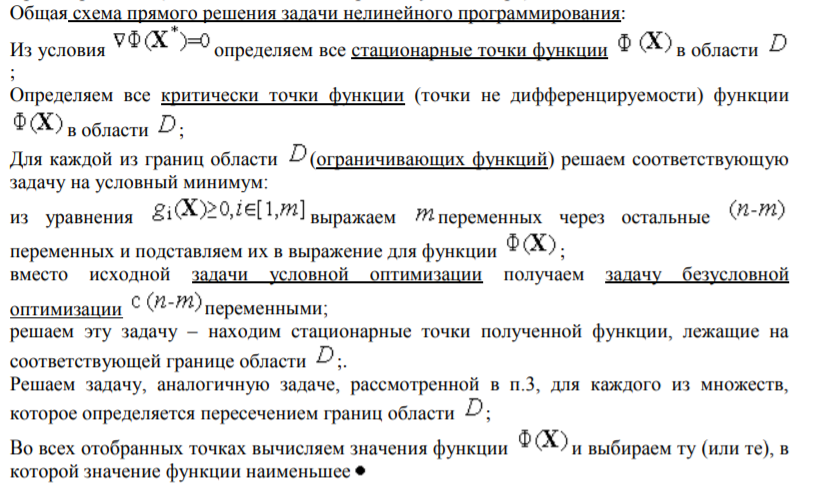 Общая схема прямого решения задачи нелинейного программирования:
Из условия ∇Φ(X*)=0 определяем все стационарные точки функции Φ (X) в области D
;
Определяем все критически точки функции (точки не дифференцируемости) функции
Φ(X) в области D ;
Для каждой из границ области D (ограничивающих функций) решаем соответствующую
задачу на условный минимум:
из уравнения gi(X)≥0,i∈[1,m] выражаем m переменных через остальные (n-m)
переменных и подставляем их в выражение для функции Φ(X) ;
вместо исходной задачи условной оптимизации получаем задачу безусловной
оптимизации с (n-m) переменными;
решаем эту задачу – находим стационарные точки полученной функции, лежащие на
соответствующей границе области D ;.
Решаем задачу, аналогичную задаче, рассмотренной в п.3, для каждого из множеств,
которое определяется пересечением границ области D ;
Во всех отобранных точках вычисляем значения функции Φ(X) и выбираем ту (или те), в
которой значение функции наименьшее ●